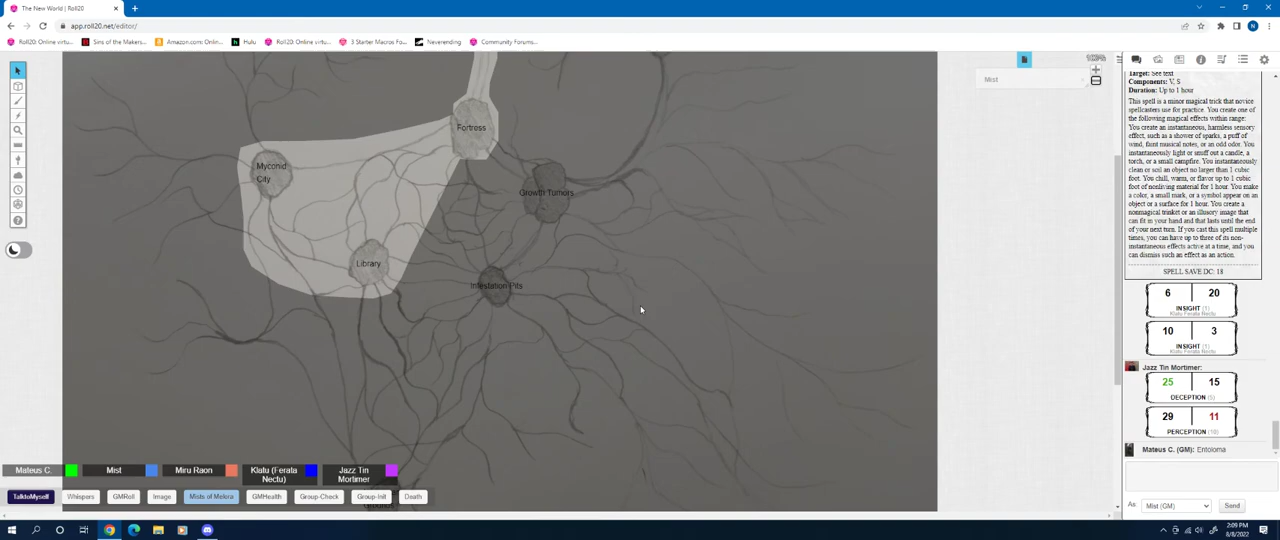 The New World | Roll20
app.roll20.net/editor/
Roll20: Online virtu...
Sins of the Makers...
Amazon.com: Onlin...
Hulu
Roll20: Online virtu...
3 Starter Macros Fo...
Neverending
Community Forums...
Mist
Fortress
Myconid
City
Growth Tumors
Library
Infestation Pits
Target: See text
Components: V, S
Duration: Up to 1 hour
This spell is a minor magical trick that novice
spellcasters use for practice. You create one of
the following magical effects within range:
You create an instantaneous, harmless sensory
effect, such as a shower of sparks, a puff of
wind, faint musical notes, or an odd odor. You
instantaneously light or snuff out a candle, a
torch, or a small campfire. You instantaneously
clean or soil an object no larger than 1 cubic
foot. You chill, warm, or flavor up to 1 cubic
foot of nonliving material for 1 hour. You make
a color, a small mark, or a symbol appear on an
object or a surface for 1 hour. You create a
nonmagical trinket or an illusory image that
can fit in your hand and that lasts until the end
of your next turn. If you cast this spell multiple
times, you can have up to three of its non-
instantaneous effects active at a time, and you
can dismiss such an effect as an action.
SPELL SAVE DC: 18
6 20
INSIGHT (1)
Klatu Ferata Nectu
10 3
INSIGHT (1)
Klatu Ferata Nectu
Jazz Tin Mortimer:
25 15
DECEPTION (5)
29 11
PERCEPTION (10)
Mateus C. (GM): Entoloma
As: Mist (GM) Send
Mateus C.
Mist
Miru Raon
Klatu (Ferata
Nectu)
Jazz Tin
Mortimer
TalktoMyself
Whispers
GMRoll
Image
Mists of Melora
GMHealth
Group-Check
Group-Init
Death
2:09 PM
8/8/2022